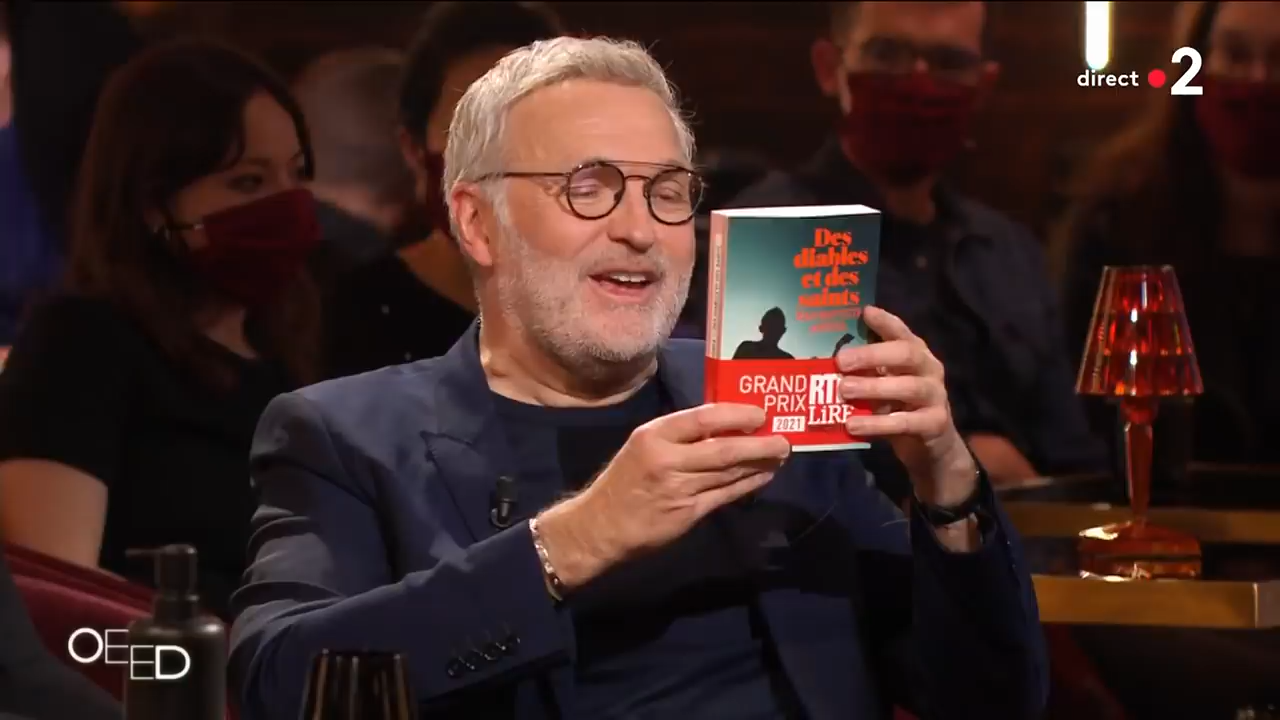 direct 2
Des
diables
et des
saints
GRAND
PRIX
2021
RTL
LiRE
OEED